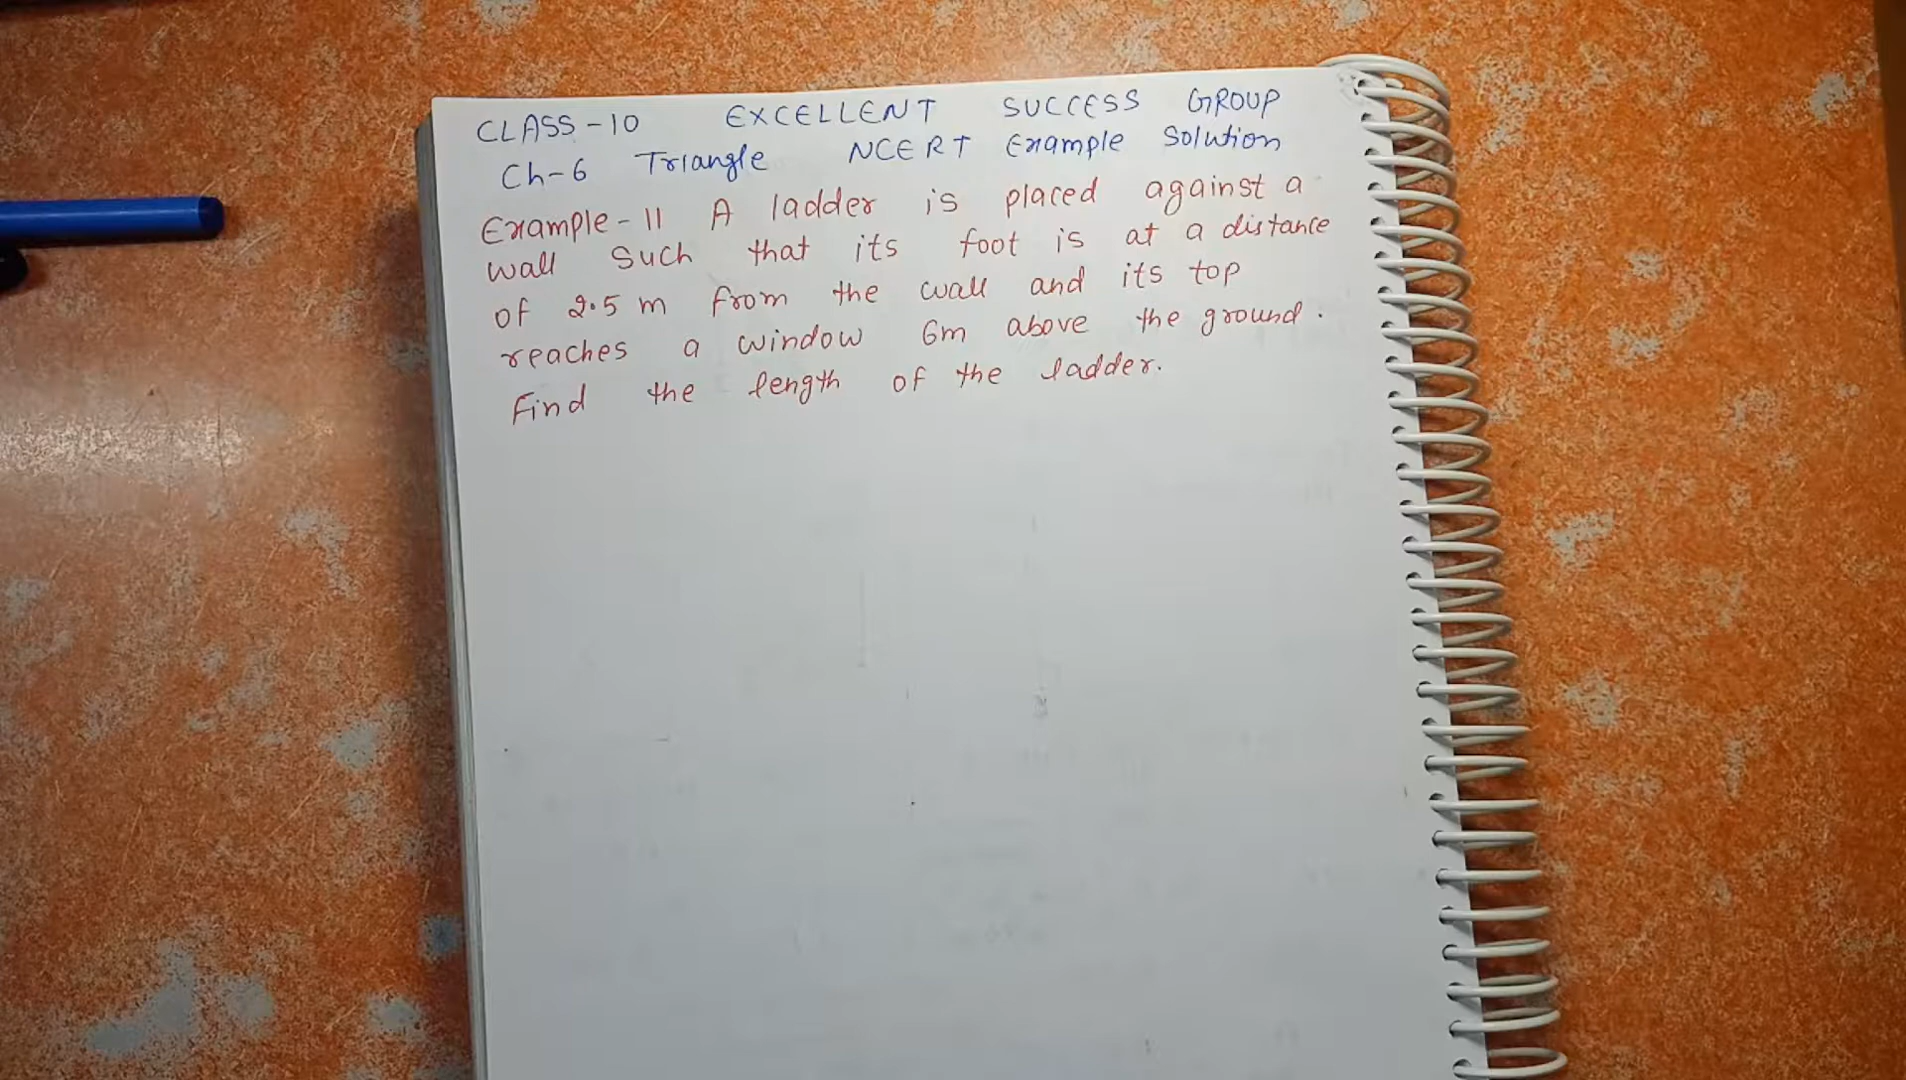 CLASS-10 EXCELLENT SUCCESS GROUP
Ch-6 Triangle NCERT Example Solution
Example-11 A ladder is placed against a
wall such that its foot is at a distance
of 2.5 m from the wall and its top
reaches a window 6m above the ground.
Find the length of the ladder.